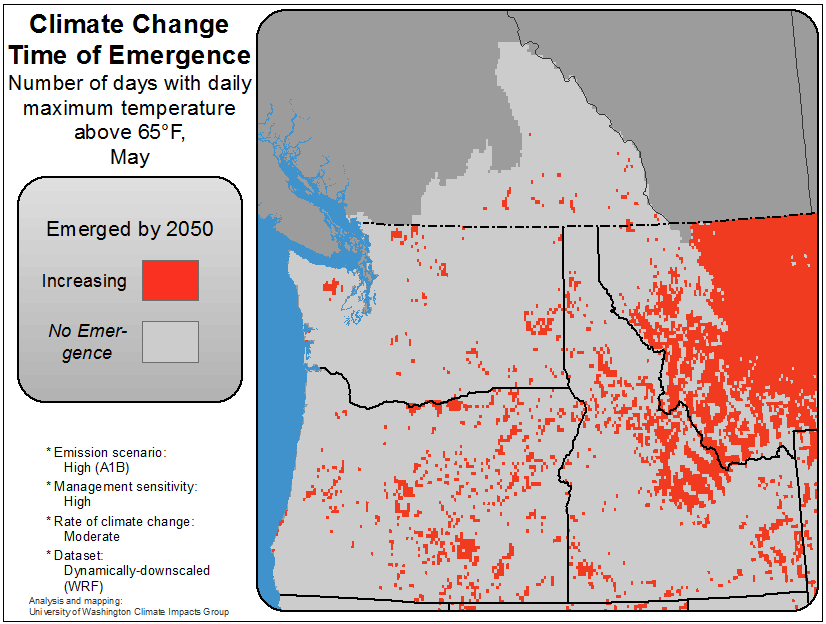 Climate Change
Time of Emergence
Number of days with daily
maximum temperature
above 65°F,
May
Emerged by 2050
Increasing
No Emer-
gence
* Emission scenario:
High (A1B)
* Management sensitivity:
High
* Rate of climate change:
Moderate
* Dataset:
Dynamically-downscaled
(WRF)
Analysis and mapping:
University of Washington Climate Impacts Group